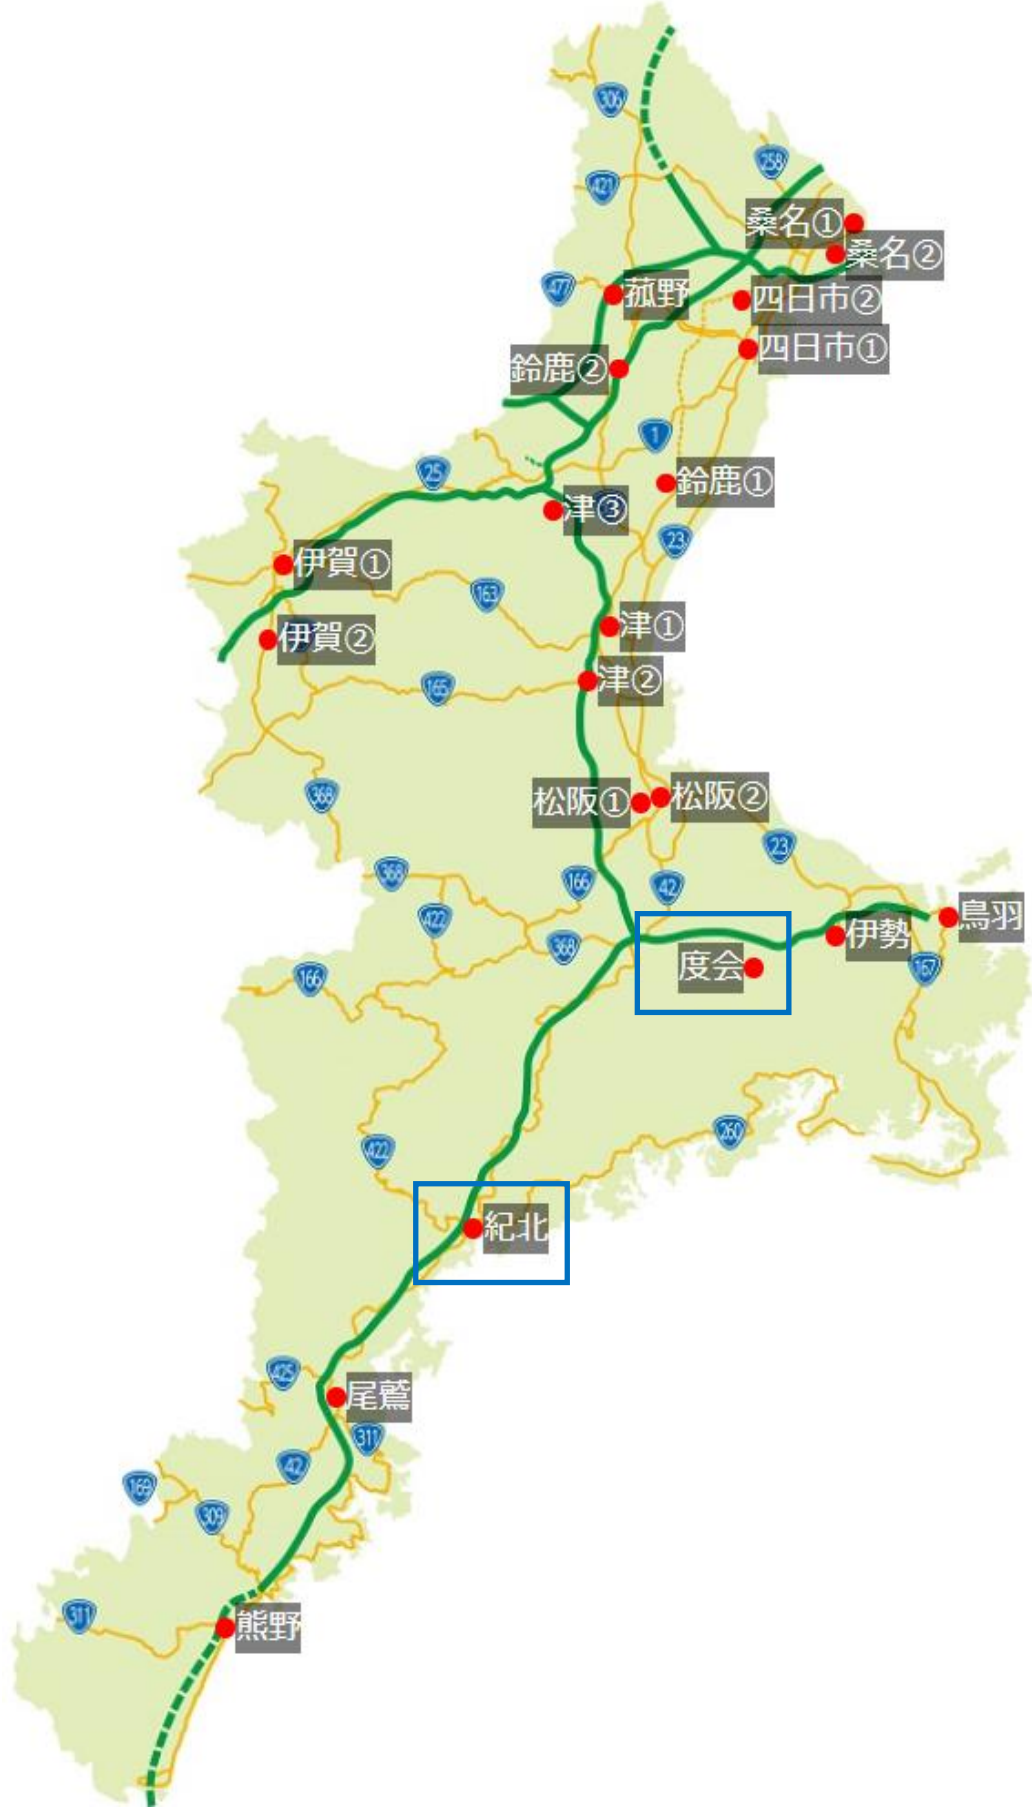 306
258
421
桑名①
桑名②
477
菰野
四日市②
四日市①
鈴鹿②
1
25
鈴鹿①
津③
23
伊賀①
163
津①
伊賀②
津②
165
368
松阪①
松阪②
23
368
166
42
422
鳥羽
伊勢
368
度会
167
166
260
422
紀北
425
尾鷲
311
42
169
309
311
熊野